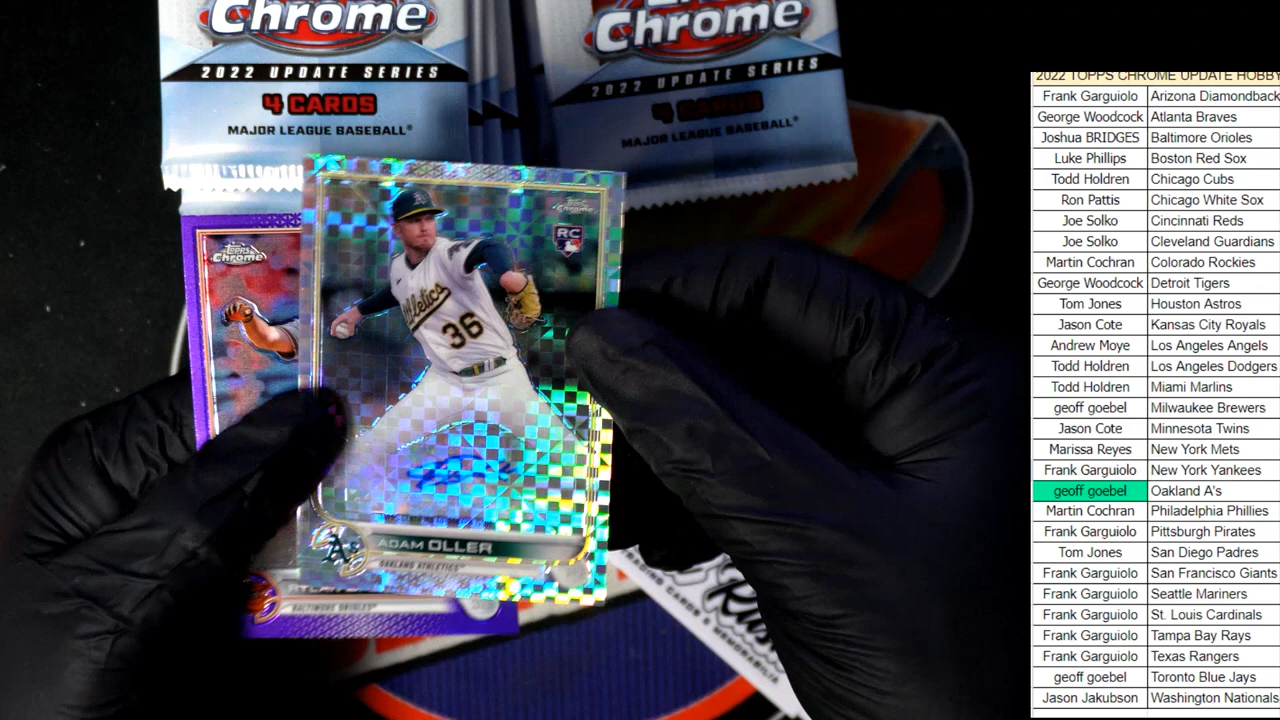 Chrome
2022 UPDATE SERIES
4 CARDS
MAJOR LEAGUE BASEBALL®
Chrome
2022 UPDATE SERIES
4 CARDS
MAJOR LEAGUE BASEBALL®
TOPPS
Chrome
Chrome
RC
Athletics
36
A's
ADAM OLLER
OAKLAND ATHLETICS™
BALTIMORE ORIOLES®
TRADING CARDS & MEMORABILIA
2022 TOPPS CHROME UPDATE HOBBY
Frank Garguiolo Arizona Diamondback
George Woodcock Atlanta Braves
Joshua BRIDGES Baltimore Orioles
Luke Phillips Boston Red Sox
Todd Holdren Chicago Cubs
Ron Pattis Chicago White Sox
Joe Solko Cincinnati Reds
Joe Solko Cleveland Guardians
Martin Cochran Colorado Rockies
George Woodcock Detroit Tigers
Tom Jones Houston Astros
Jason Cote Kansas City Royals
Andrew Moye Los Angeles Angels
Todd Holdren Los Angeles Dodgers
Todd Holdren Miami Marlins
geoff goebel Milwaukee Brewers
Jason Cote Minnesota Twins
Marissa Reyes New York Mets
Frank Garguiolo New York Yankees
geoff goebel Oakland A's
Martin Cochran Philadelphia Phillies
Frank Garguiolo Pittsburgh Pirates
Tom Jones San Diego Padres
Frank Garguiolo San Francisco Giants
Frank Garguiolo Seattle Mariners
Frank Garguiolo St. Louis Cardinals
Frank Garguiolo Tampa Bay Rays
Frank Garguiolo Texas Rangers
geoff goebel Toronto Blue Jays
Jason Jakubson Washington Nationals